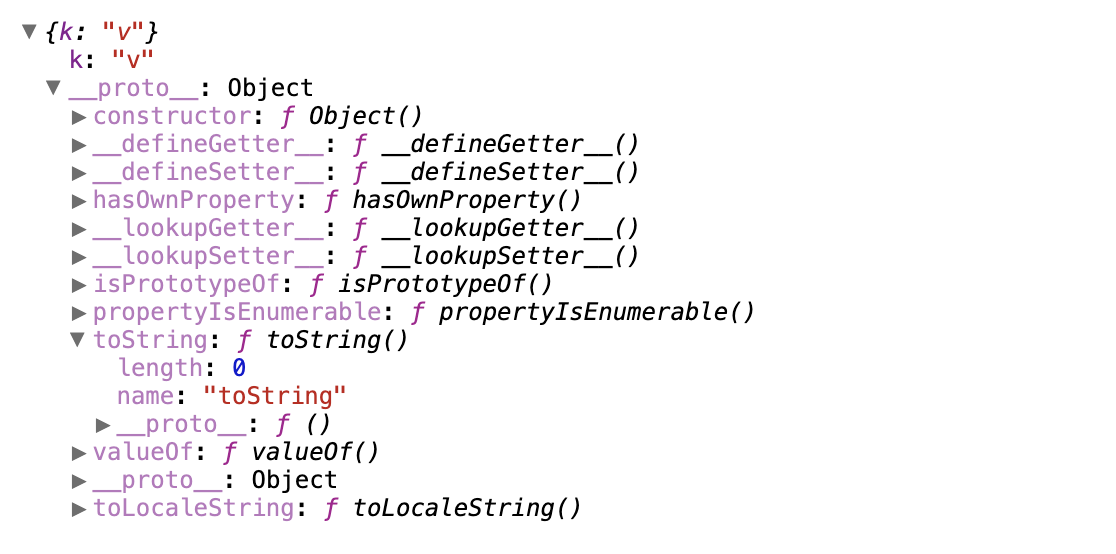 ▼ {k: "v"}
k: "v"
▼ __proto__: Object
▶ constructor: ƒ Object()
▶ __defineGetter__: ƒ __defineGetter__()
▶ __defineSetter__: ƒ __defineSetter__()
▶ hasOwnProperty: ƒ hasOwnProperty()
▶ __lookupGetter__: ƒ __lookupGetter__()
▶ __lookupSetter__: ƒ __lookupSetter__()
▶ isPrototypeOf: ƒ isPrototypeOf()
▶ propertyIsEnumerable: ƒ propertyIsEnumerable()
▼ toString: ƒ toString()
length: 0
name: "toString"
▶ __proto__: ƒ ()
▶ valueOf: ƒ valueOf()
▶ __proto__: Object
▶ toLocaleString: ƒ toLocaleString()